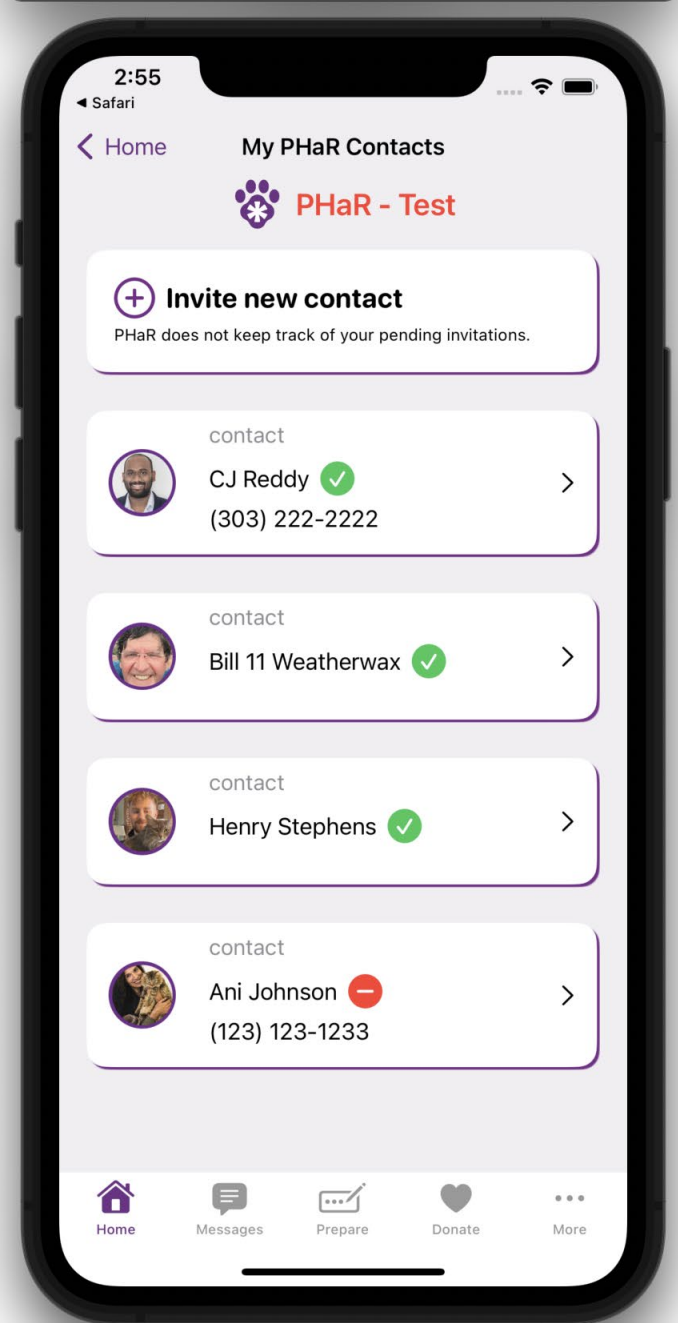 2:55
◀ Safari
Home
My PHaR Contacts
PHaR - Test
Invite new contact
PHaR does not keep track of your pending invitations.
contact
CJ Reddy
(303) 222-2222
contact
Bill 11 Weatherwax
contact
Henry Stephens
contact
Ani Johnson
(123) 123-1233
Home
Messages
Prepare
Donate
More